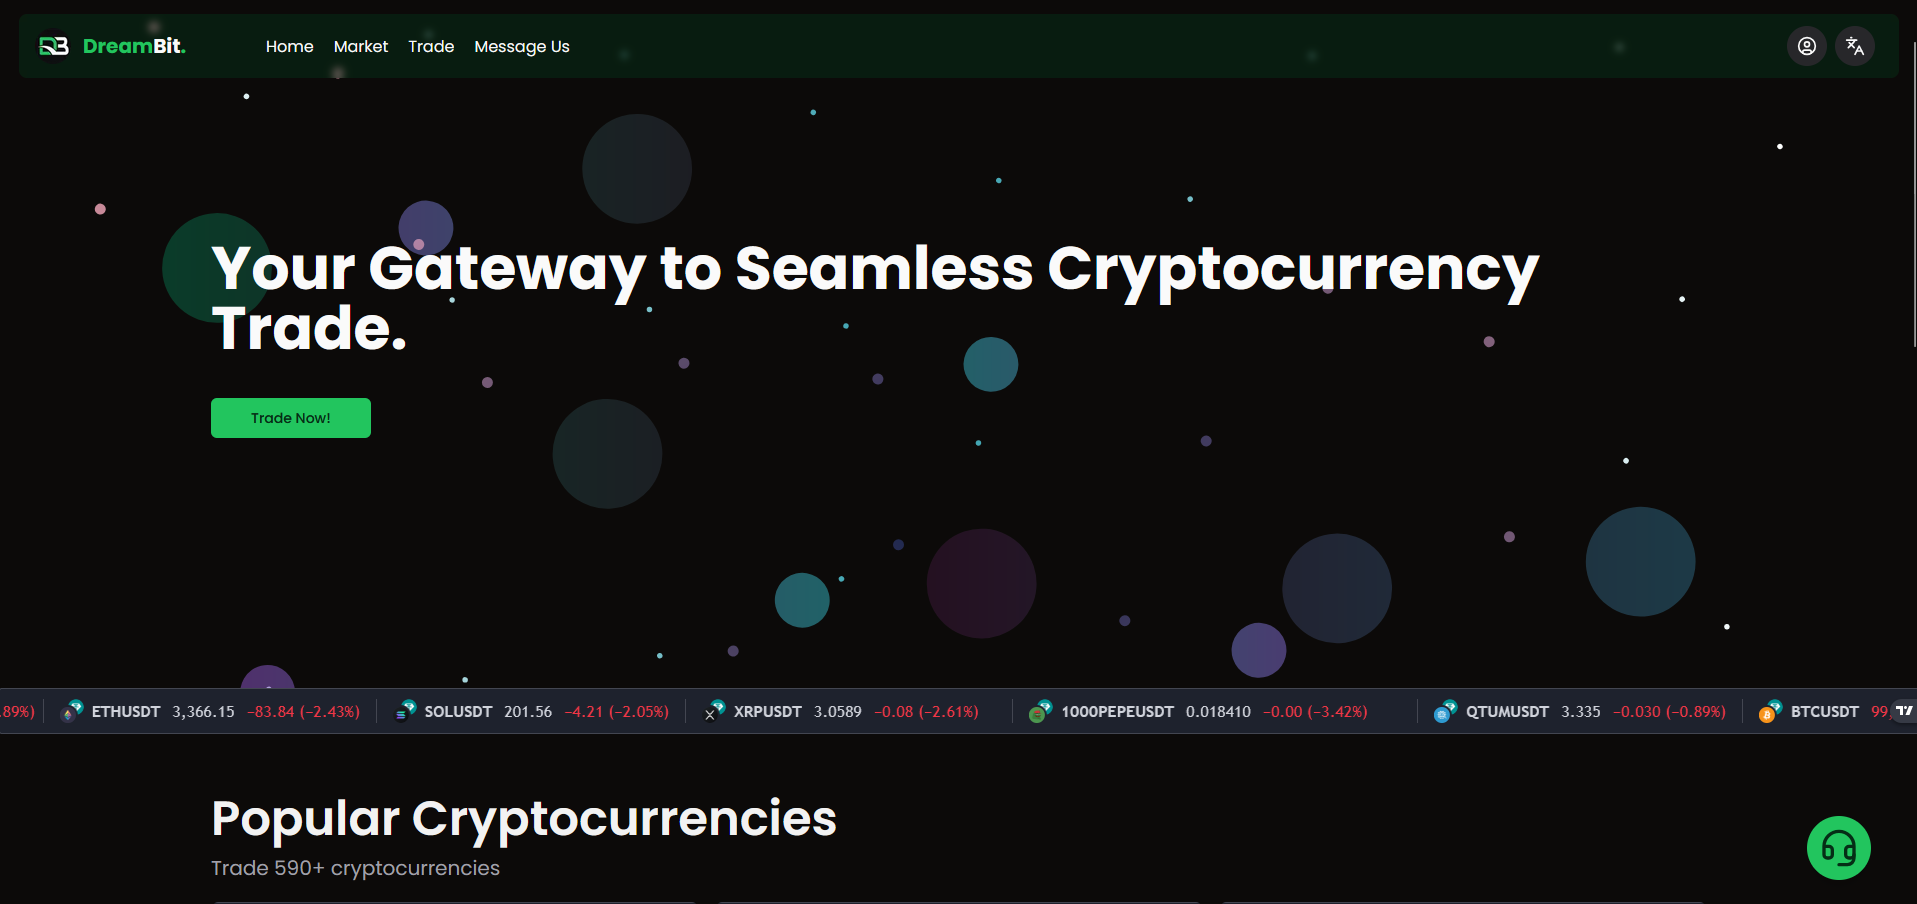 DreamBit.
Home Market Trade Message Us
Your Gateway to Seamless Cryptocurrency
Trade.
Trade Now!
.89%) ETHUSDT 3,366.15 −83.84 (−2.43%) SOLUSDT 201.56 −4.21 (−2.05%) XRPUSDT 3.0589 −0.08 (−2.61%) 1000PEPEUSDT 0.018410 −0.00 (−3.42%) QTUMUSDT 3.335 −0.030 (−0.89%) BTCUSDT 99,
Popular Cryptocurrencies
Trade 590+ cryptocurrencies